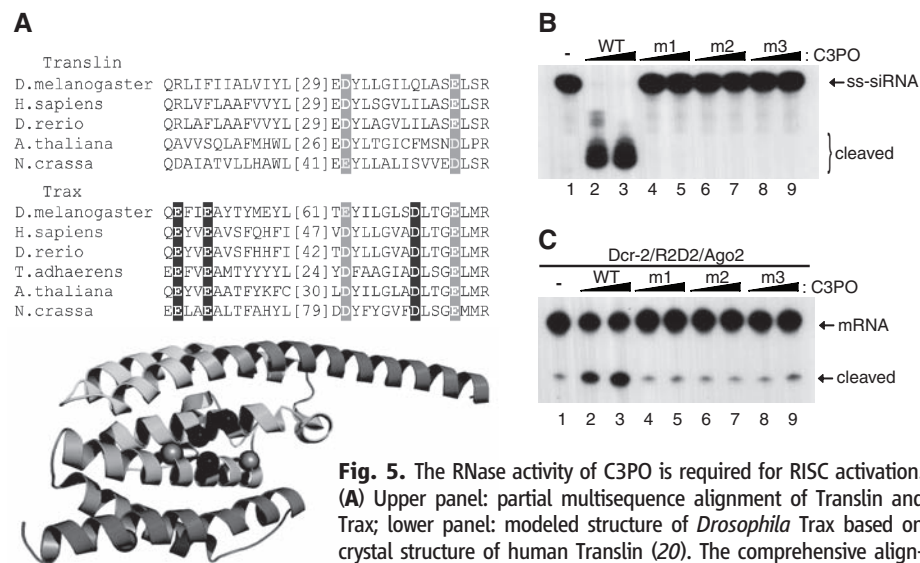 A
Translin
D.melanogaster QRLIFIIALVIYL[29]EDYLLGILQLASELSR
H.sapiens QRLVFLAAFVVYL[29]EDYLSGVLILASELSR
D.rerio QRLAFLAAFVVYL[29]EDYLAGVLILASELSR
A.thaliana QAVVSQLAFMHWL[26]EDYLTGICFMSNDLPR
N.crassa QDAIATVLLHAWL[41]EEYLLALISVVEDLSR
Trax
D.melanogaster QEFIEAYTYMEYL[61]TEYILGLSDLTGELMR
H.sapiens QEYVEAVSFQHFI[47]VDYLLGVADLTGELMR
D.rerio QEYVEAVSFHHFI[42]TDYLLGVADLTGELMR
T.adhaerens EEFVEAMTYYYYL[24]YDFAAGIADLSGELMR
A.thaliana QEYVEAATFYKFC[30]LDYILGLADLTGELMR
N.crassa EELAEALTFAHYL[79]DDYFYGVFDLSGEMMR
B
- WT m1 m2 m3 : C3PO
ss-siRNA
cleaved
1 2 3 4 5 6 7 8 9
C
Dcr-2/R2D2/Ago2
- WT m1 m2 m3 : C3PO
mRNA
cleaved
1 2 3 4 5 6 7 8 9
Fig. 5. The RNase activity of C3PO is required for RISC activation
(A) Upper panel: partial multisequence alignment of Translin and
Trax; lower panel: modeled structure of Drosophila Trax based on
crystal structure of human Translin (20). The comprehensive align-